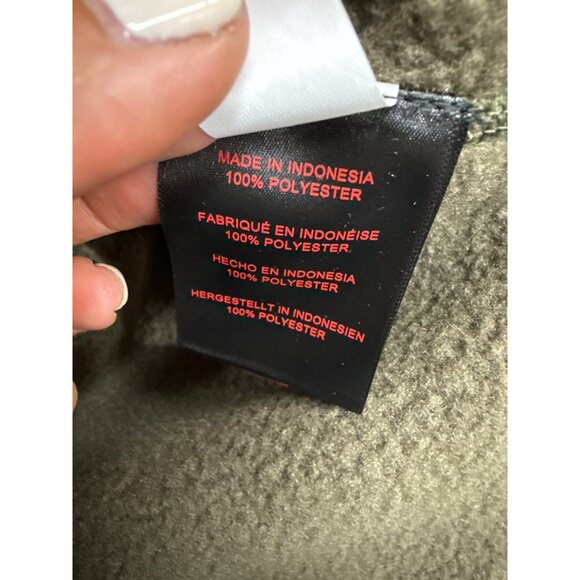 MADE IN INDONESIA
100% POLYESTER
FABRIQUÉ EN INDONÉISE
100% POLYESTER
HECHO EN INDONESIA
100% POLYESTER
HERGESTELLT IN INDONESIEN
100% POLYESTER